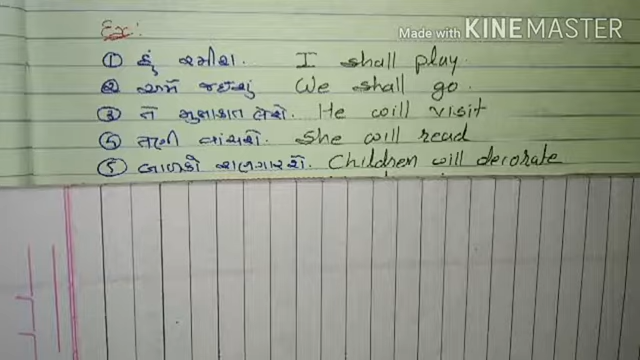 Made with KINEMASTER
Ex:
① હું રમીશ. I shall play.
② અમે જઈશું We shall go.
③ તે મુલાકાત લેશે. He will visit
④ તેણી વાંચશે. She will read
⑤ બાળકો શણગારશે. Children will decorate